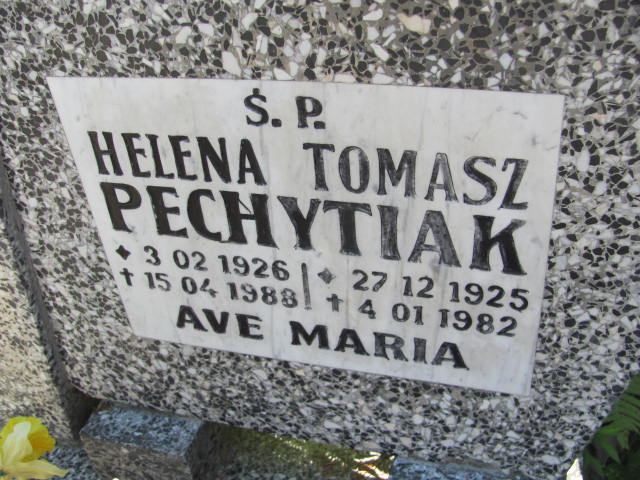 Ś. P.
HELENA TOMASZ
PECHYTIAK
3 02 1926 27 12 1925
15 04 1988 4 01 1982
AVE MARIA